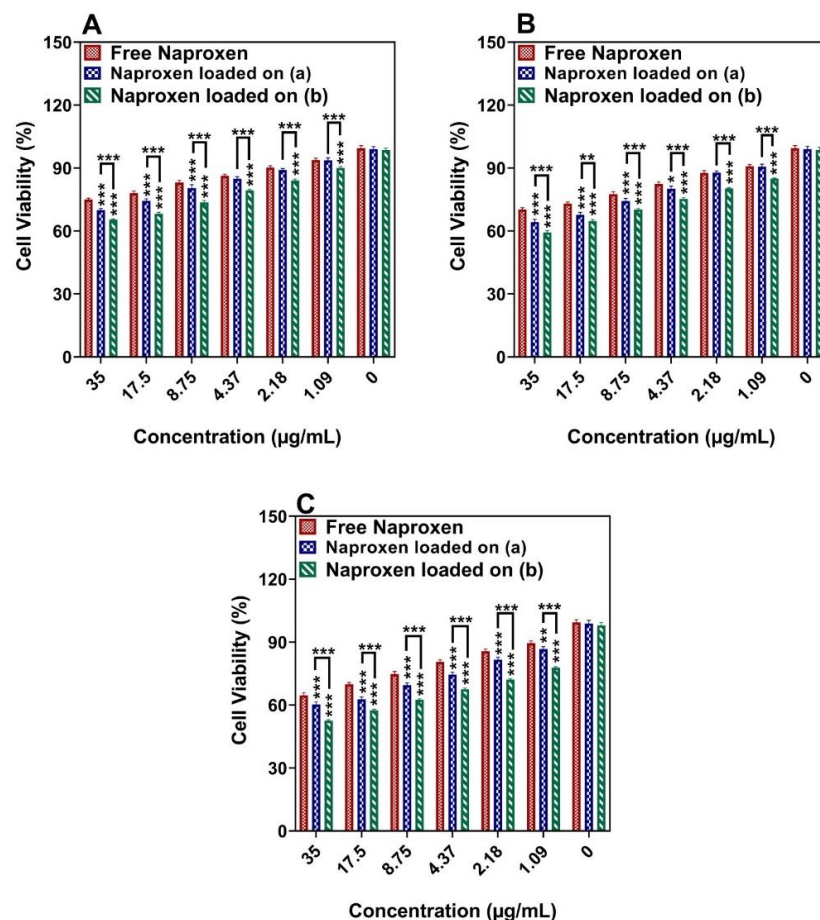 A
150
120
90
60
30
0
Cell Viability (%)
Free Naproxen
Naproxen loaded on (a)
Naproxen loaded on (b)
*** *** *** *** *** ***
*** *** *** *** *** *** *** *** ***
35 17.5 8.75 4.37 2.18 1.09 0
Concentration (µg/mL)
B
150
120
90
60
30
0
Cell Viability (%)
Free Naproxen
Naproxen loaded on (a)
Naproxen loaded on (b)
*** ** *** *** *** ***
*** *** *** *** *** *** * *** *** ***
35 17.5 8.75 4.37 2.18 1.09 0
Concentration (µg/mL)
C
150
120
90
60
30
0
Cell Viability (%)
Free Naproxen
Naproxen loaded on (a)
Naproxen loaded on (b)
*** *** *** *** *** ***
*** *** *** *** *** *** *** *** *** *** ** ***
35 17.5 8.75 4.37 2.18 1.09 0
Concentration (µg/mL)